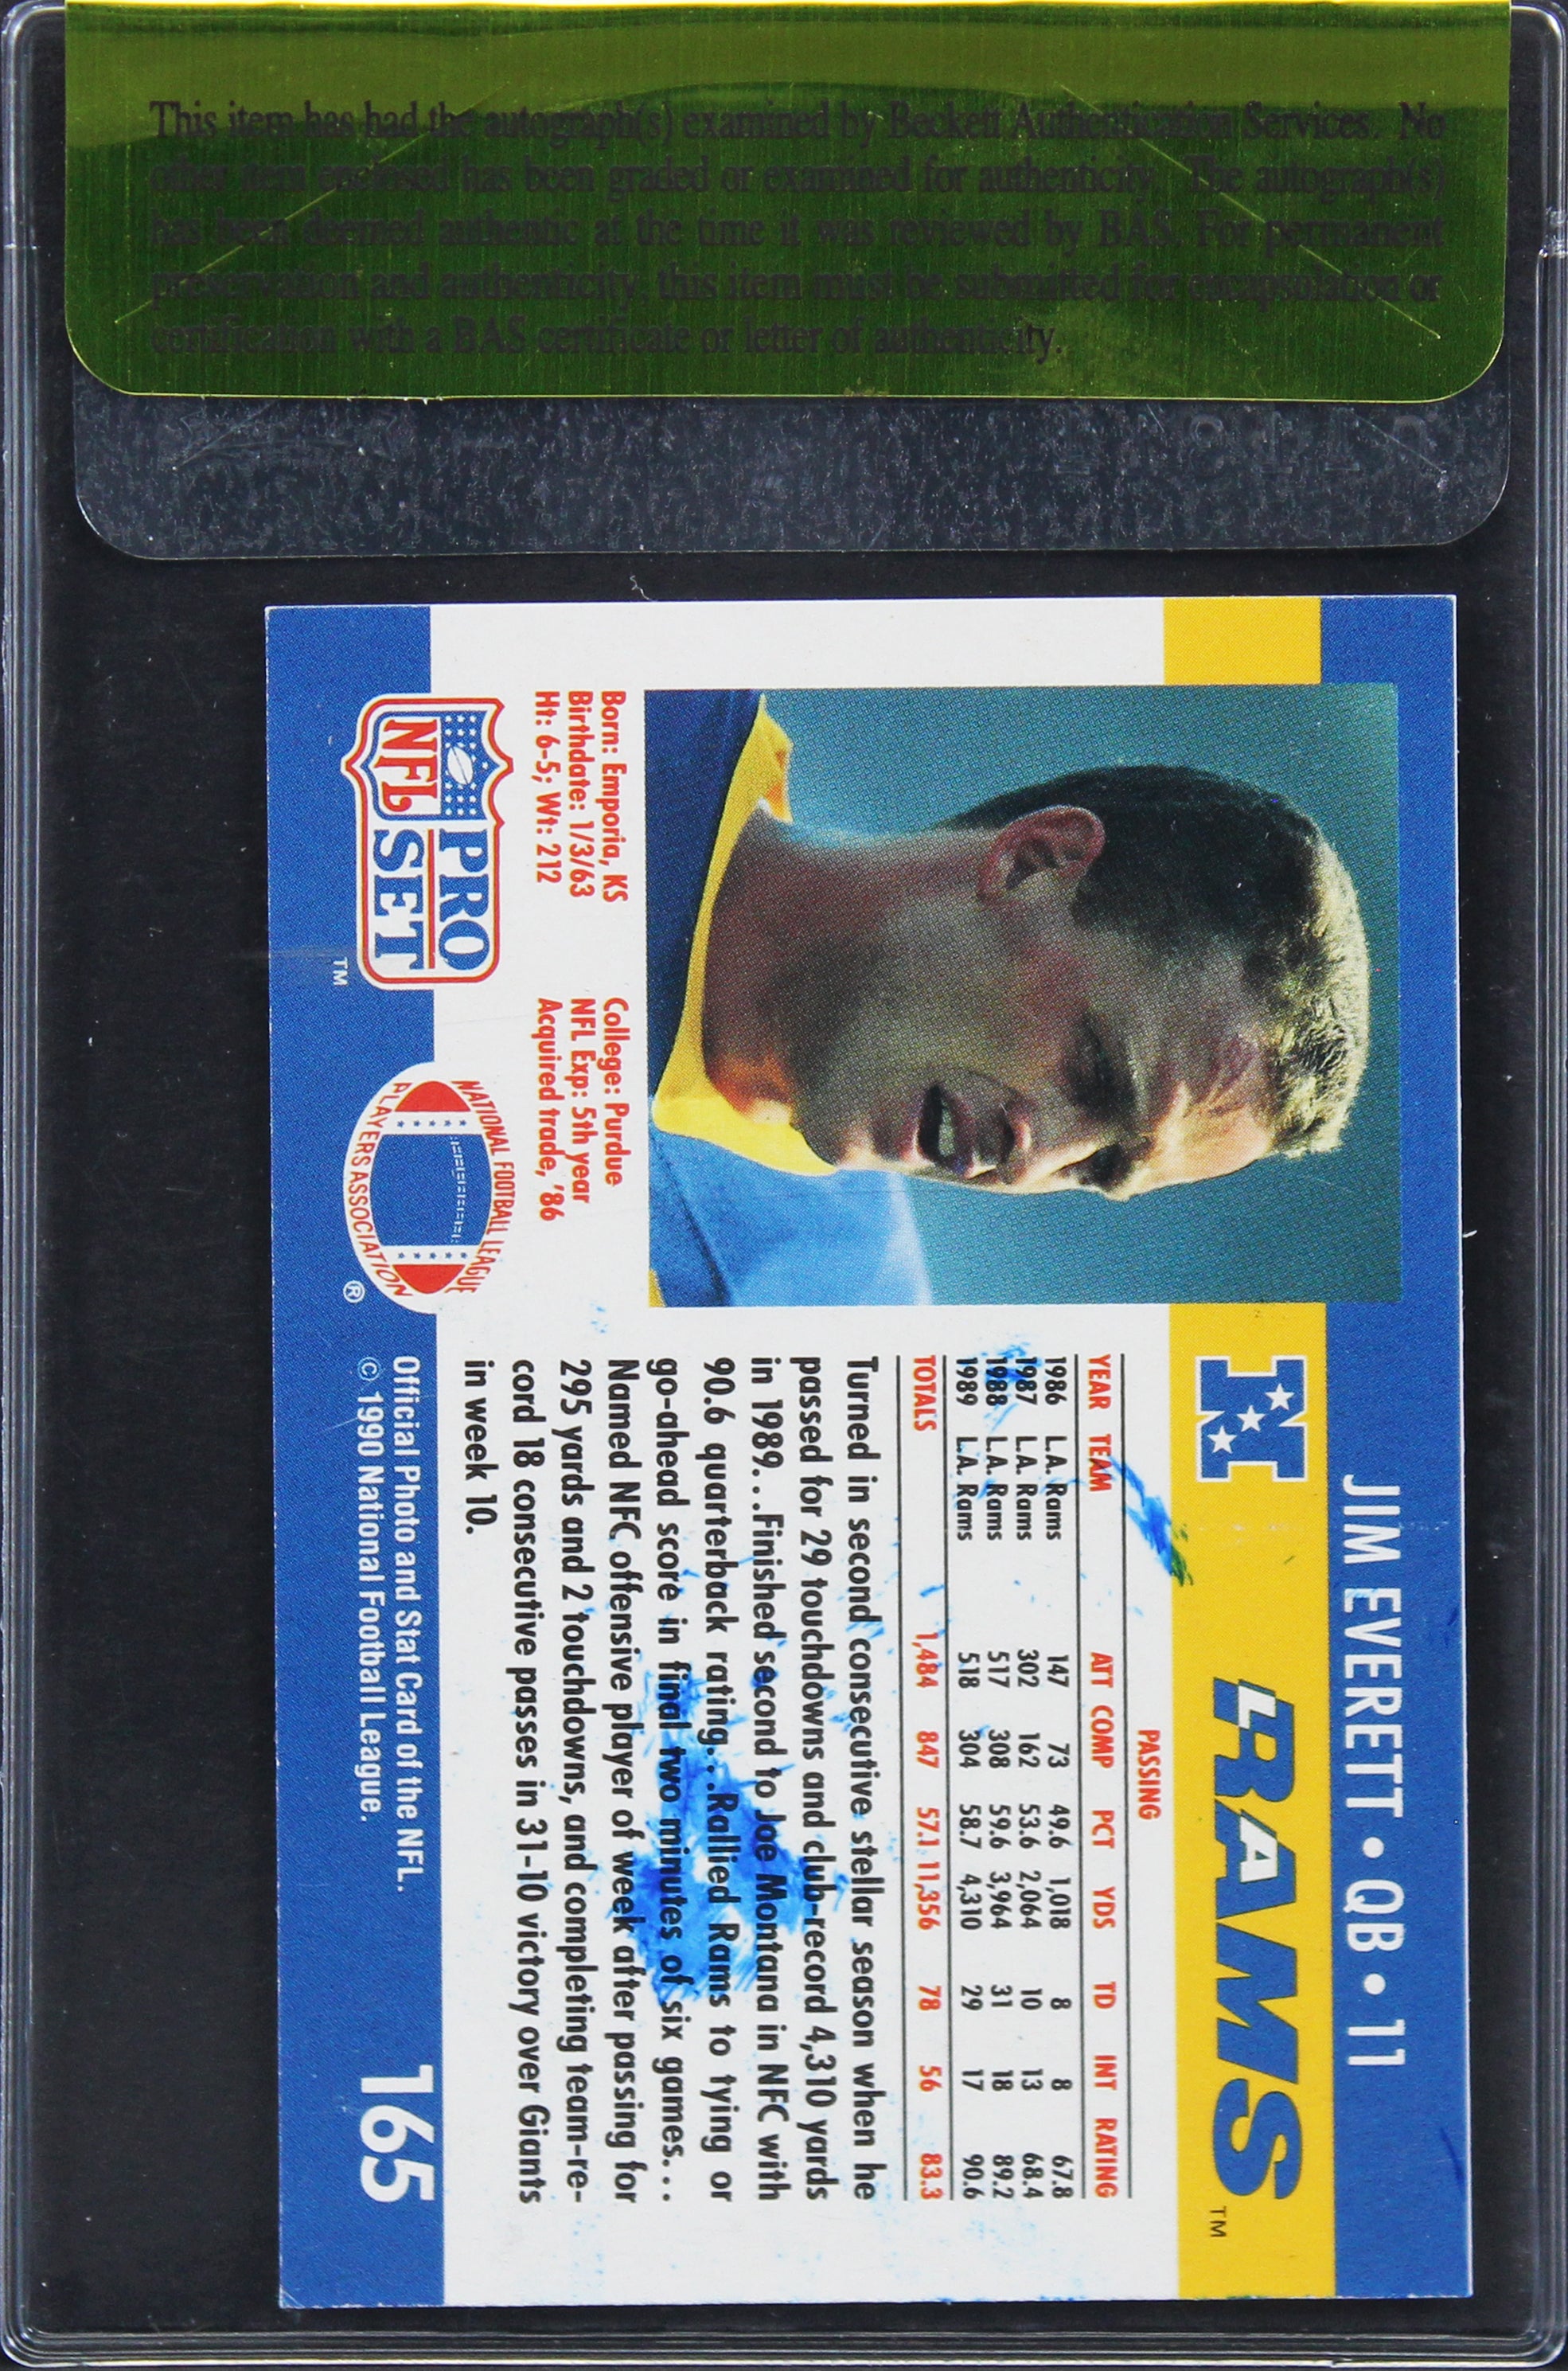 This item has had the autograph(s) examined by Beckett Authentication Services. No
other item enclosed has been graded or examined for authenticity. The autograph(s)
has been deemed authentic at the time it was reviewed by BAS. For permanent
preservation and authenticity, this item must be submitted for encapsulation or
certification with a BAS certificate or letter of authenticity.
JIM EVERETT • QB • 11
N
RAMS™
Born: Emporia, KS
Birthdate: 1/3/63
Ht: 6-5; Wt: 212
College: Purdue
NFL Exp: 5th year
Acquired trade, '86
PASSING
YEAR TEAM ATT COMP PCT YDS TD INT RATING
1986 L.A. Rams 147 73 49.6 1,018 8 8 67.8
1987 L.A. Rams 302 162 53.6 2,064 10 13 68.4
1988 L.A. Rams 517 308 59.6 3,964 31 18 89.2
1989 L.A. Rams 518 304 58.7 4,310 29 17 90.6
TOTALS 1,484 847 57.1 11,356 78 56 83.3
Turned in second consecutive stellar season when he
passed for 29 touchdowns and club-record 4,310 yards
in 1989...Finished second to Joe Montana in NFC with
90.6 quarterback rating...Rallied Rams to tying or
go-ahead score in final two minutes of six games...
Named NFC offensive player of week after passing for
295 yards and 2 touchdowns, and completing team-re-
cord 18 consecutive passes in 31-10 victory over Giants
in week 10.
NFL PRO SET™
NATIONAL FOOTBALL LEAGUE
PLAYERS ASSOCIATION ®
Official Photo and Stat Card of the NFL.
© 1990 National Football League.
165